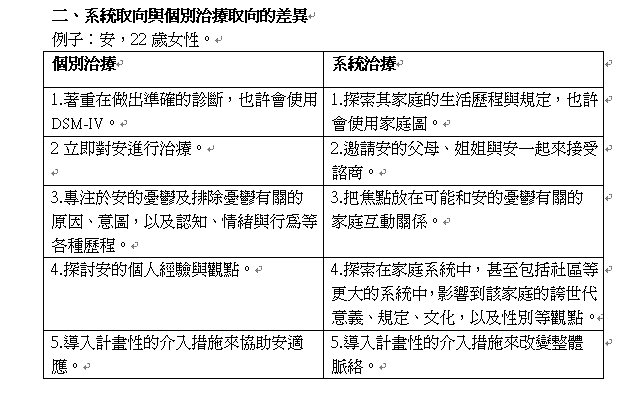 二、系統取向與個別治療取向的差異
例子：安，22 歲女性。
個別治療
系統治療
1.著重在做出準確的診斷，也許會使用
DSM-IV。
1.探索其家庭的生活歷程與規定，也許
會使用家庭圖。
2 立即對安進行治療。
2.邀請安的父母、姐姐與安一起來接受
諮商。
3.專注於安的憂鬱及排除憂鬱有關的
原因、意圖，以及認知、情緒與行為等
各種歷程。
3.把焦點放在可能和安的憂鬱有關的
家庭互動關係。
4.探討安的個人經驗與觀點。
4.探索在家庭系統中，甚至包括社區等
更大的系統中，影響到該家庭的誇世代
意義、規定、文化，以及性別等觀點。
5.導入計畫性的介入措施來協助安適
應。
5.導入計畫性的介入措施來改變整體
脈絡。